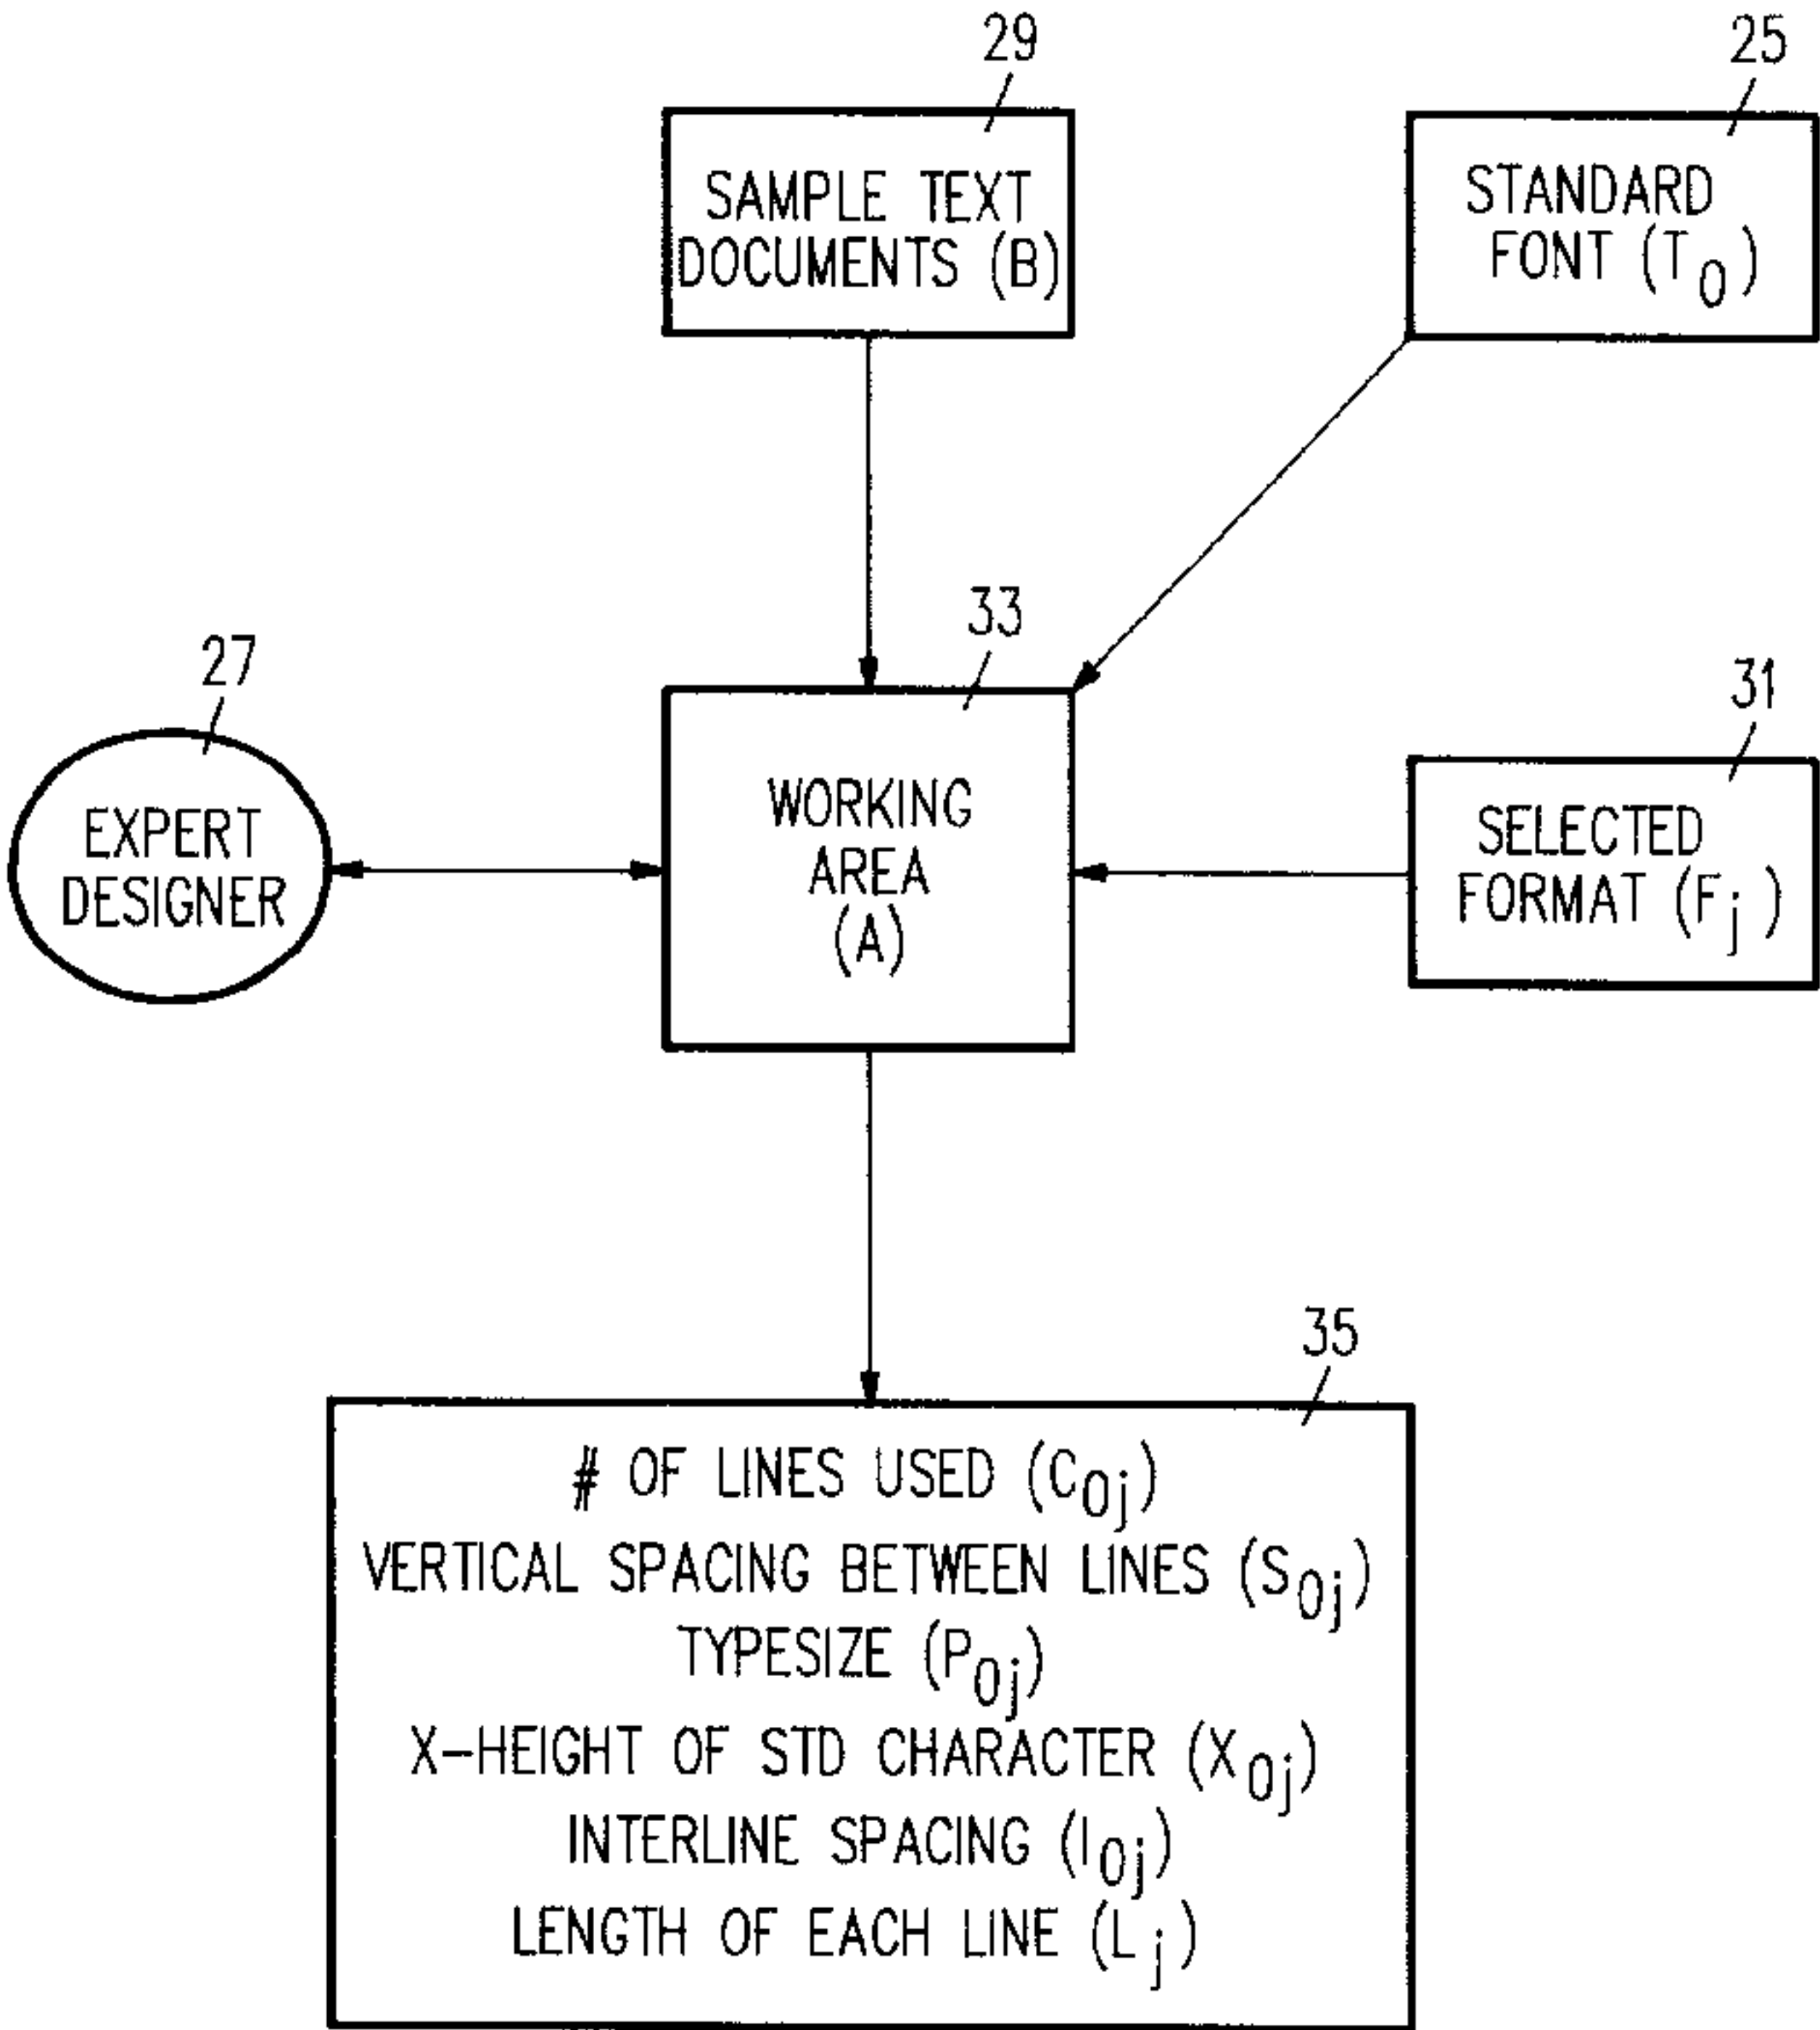 29
SAMPLE TEXT
DOCUMENTS (B)
25
STANDARD
FONT (T0)
27
EXPERT
DESIGNER
33
WORKING
AREA
(A)
31
SELECTED
FORMAT (Fj)
35
# OF LINES USED (C0j)
VERTICAL SPACING BETWEEN LINES (S0j)
TYPESIZE (P0j)
X-HEIGHT OF STD CHARACTER (X0j)
INTERLINE SPACING (I0j)
LENGTH OF EACH LINE (Lj)